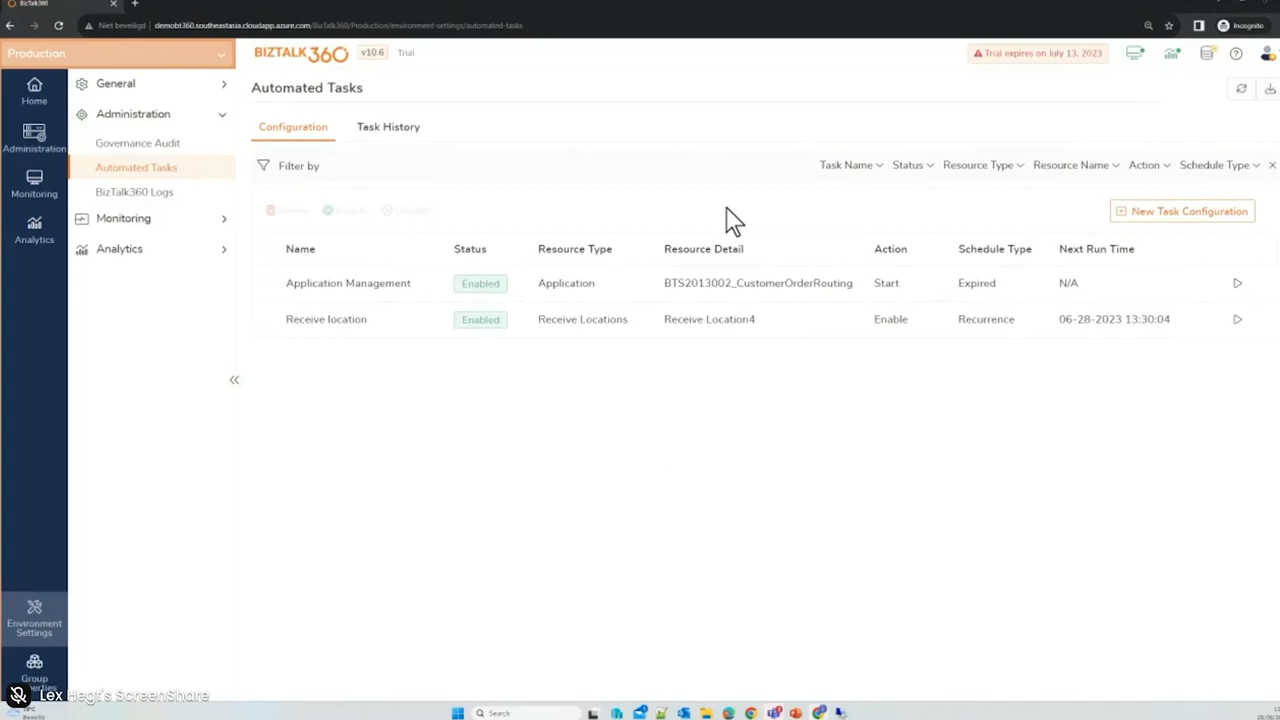 BizTalk360
Niet beveiligd
demobt360.southeastasia.cloudapp.azure.com/BizTalk360/Production/environment-settings/automated-tasks
Incognito
Production
BIZTALK360
v10.6
Trial
Trial expires on July 13, 2023
Home
Administration
Monitoring
Analytics
Environment
Settings
Group
General
Administration
Governance Audit
Automated Tasks
BizTalk360 Logs
Monitoring
Analytics
Automated Tasks
Configuration Task History
Filter by
Task Name Status Resource Type Resource Name Action Schedule Type
New Task Configuration
Name Status Resource Type Resource Detail Action Schedule Type Next Run Time
Application Management Enabled Application BTS2013002_CustomerOrderRouting Start Expired N/A
Receive location Enabled Receive Locations Receive Location4 Enable Recurrence 06-28-2023 13:30:04
Lex Hegt's ScreenShare
Search